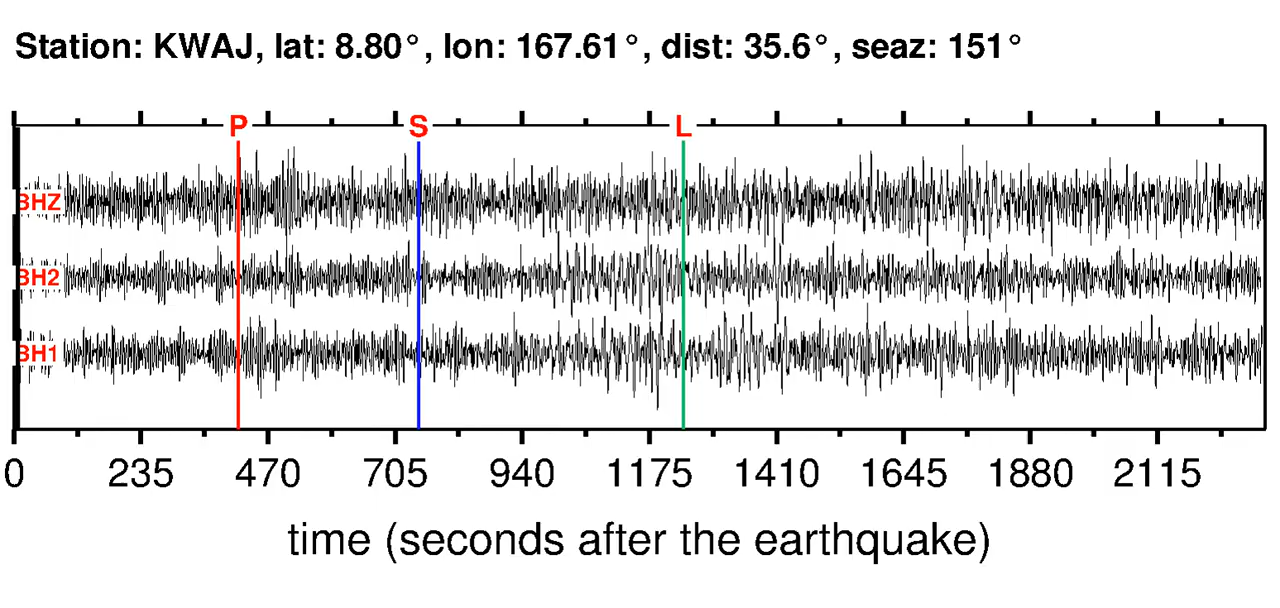 Station: KWAJ, lat: 8.80°, lon: 167.61°, dist: 35.6°, seaz: 151°
P S L
BHZ
BH2
BH1
0 235 470 705 940 1175 1410 1645 1880 2115
time (seconds after the earthquake)